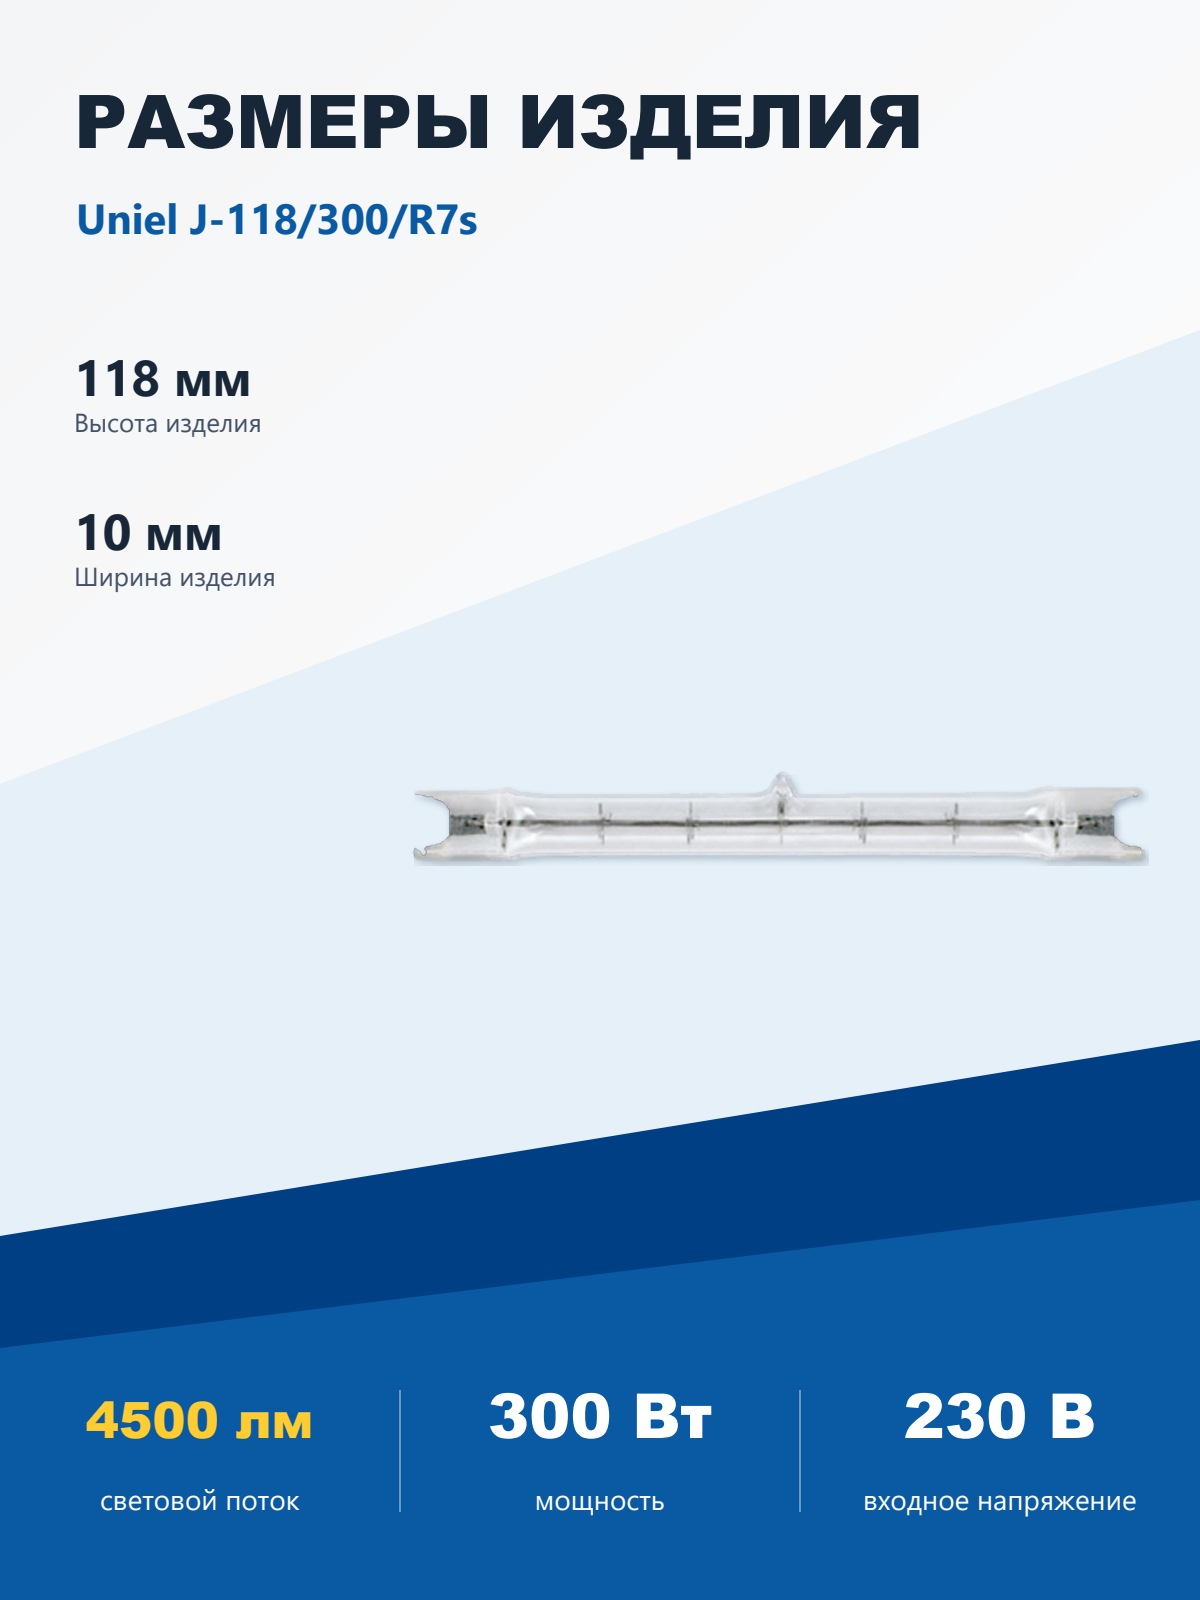 РАЗМЕРЫ ИЗДЕЛИЯ
Uniel J-118/300/R7s
118 мм
Высота изделия
10 мм
Ширина изделия
4500 лм
300 Вт
230 В
световой поток
мощность
входное напряжение